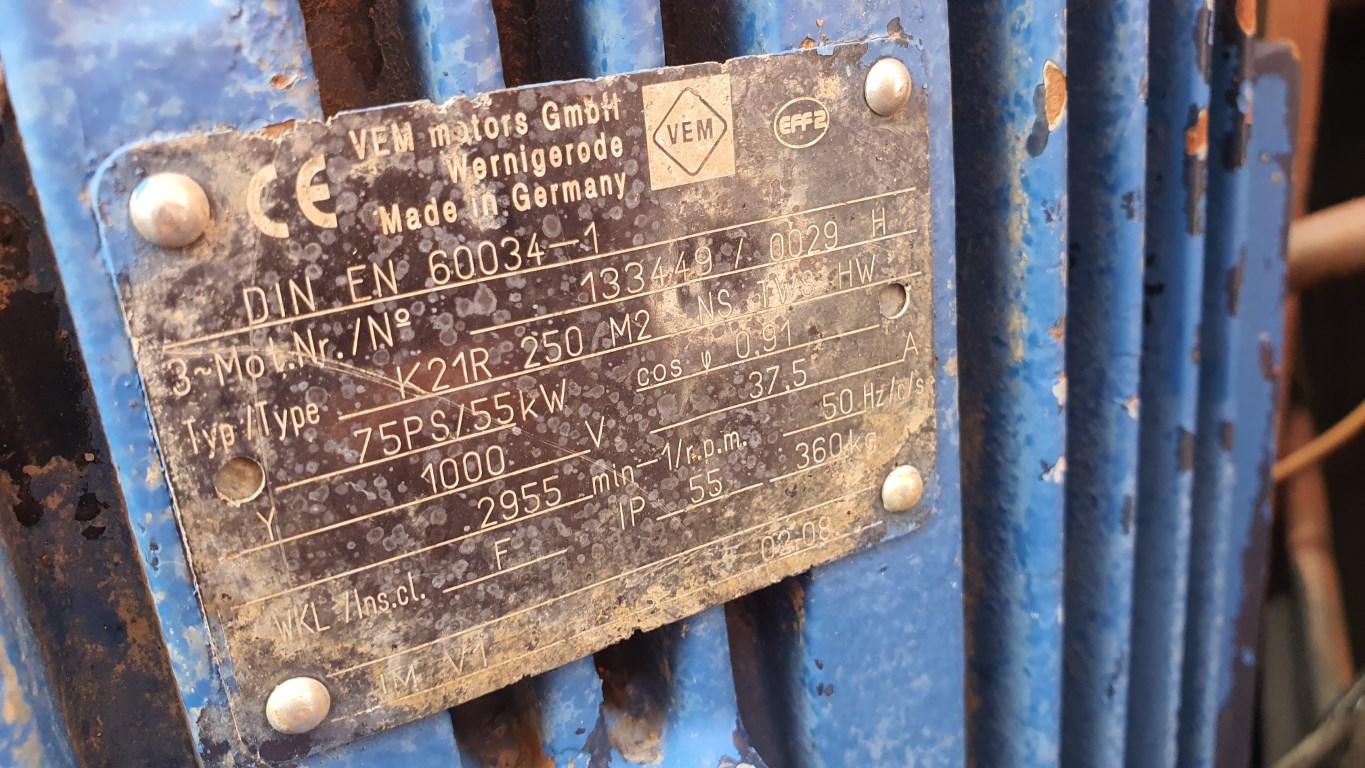 CE
VEM motors GmbH
Wernigerode
Made in Germany
VEM
EFF2
DIN EN 60034-1
3~Mot.Nr./Nº 133449 / 0029 H
Typ/Type K21R 250 M2 NS TWS HW
75PS/55kW cos φ 0.91
Y 1000 V 37,5 A
2955 min-1/r.p.m. 50 Hz/c/s
WKL/Ins.cl. F IP 55 360kg
IM V1 02.08